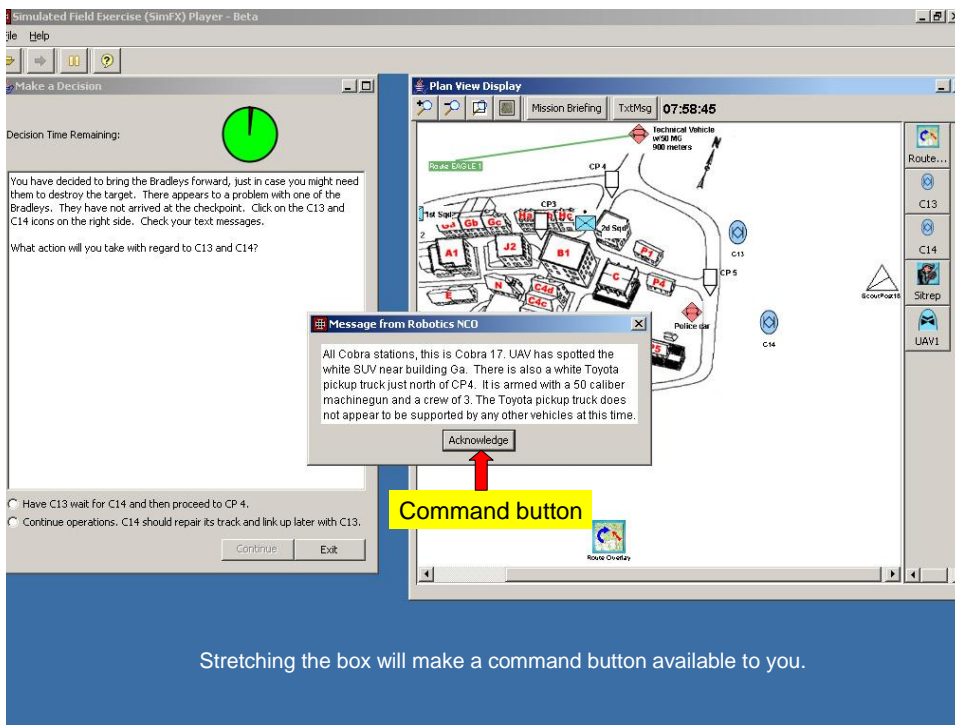 Simulated Field Exercise (SimFX) Player - Beta
File Help
Make a Decision
Decision Time Remaining:
You have decided to bring the Bradleys forward, just in case you might need
them to destroy the target. There appears to a problem with one of the
Bradleys. They have not arrived at the checkpoint. Click on the C13 and
C14 icons on the right side. Check your text messages.
What action will you take with regard to C13 and C14?
Have C13 wait for C14 and then proceed to CP 4.
Continue operations. C14 should repair its track and link up later with C13.
Continue Exit
Plan View Display
Mission Briefing TxtMsg 07:58:45
Technical Vehicle
w/50 MG
900 meters
N
Route EAGLE 1
CP 4
CP3
1st Sqd
Gb Gc Ha Hc
2d Sqd
2
A1 J2 B1 P1
C13
CP 5
E N C4d C C4c P4
Police car
P5
C14
ScoutPost16
Route...
C13
C14
Sitrep
UAV1
Message from Robotics NCO
All Cobra stations, this is Cobra 17. UAV has spotted the
white SUV near building Ga. There is also a white Toyota
pickup truck just north of CP4. It is armed with a 50 caliber
machinegun and a crew of 3. The Toyota pickup truck does
not appear to be supported by any other vehicles at this time.
Acknowledge
Command button
Route Overlay
Stretching the box will make a command button available to you.